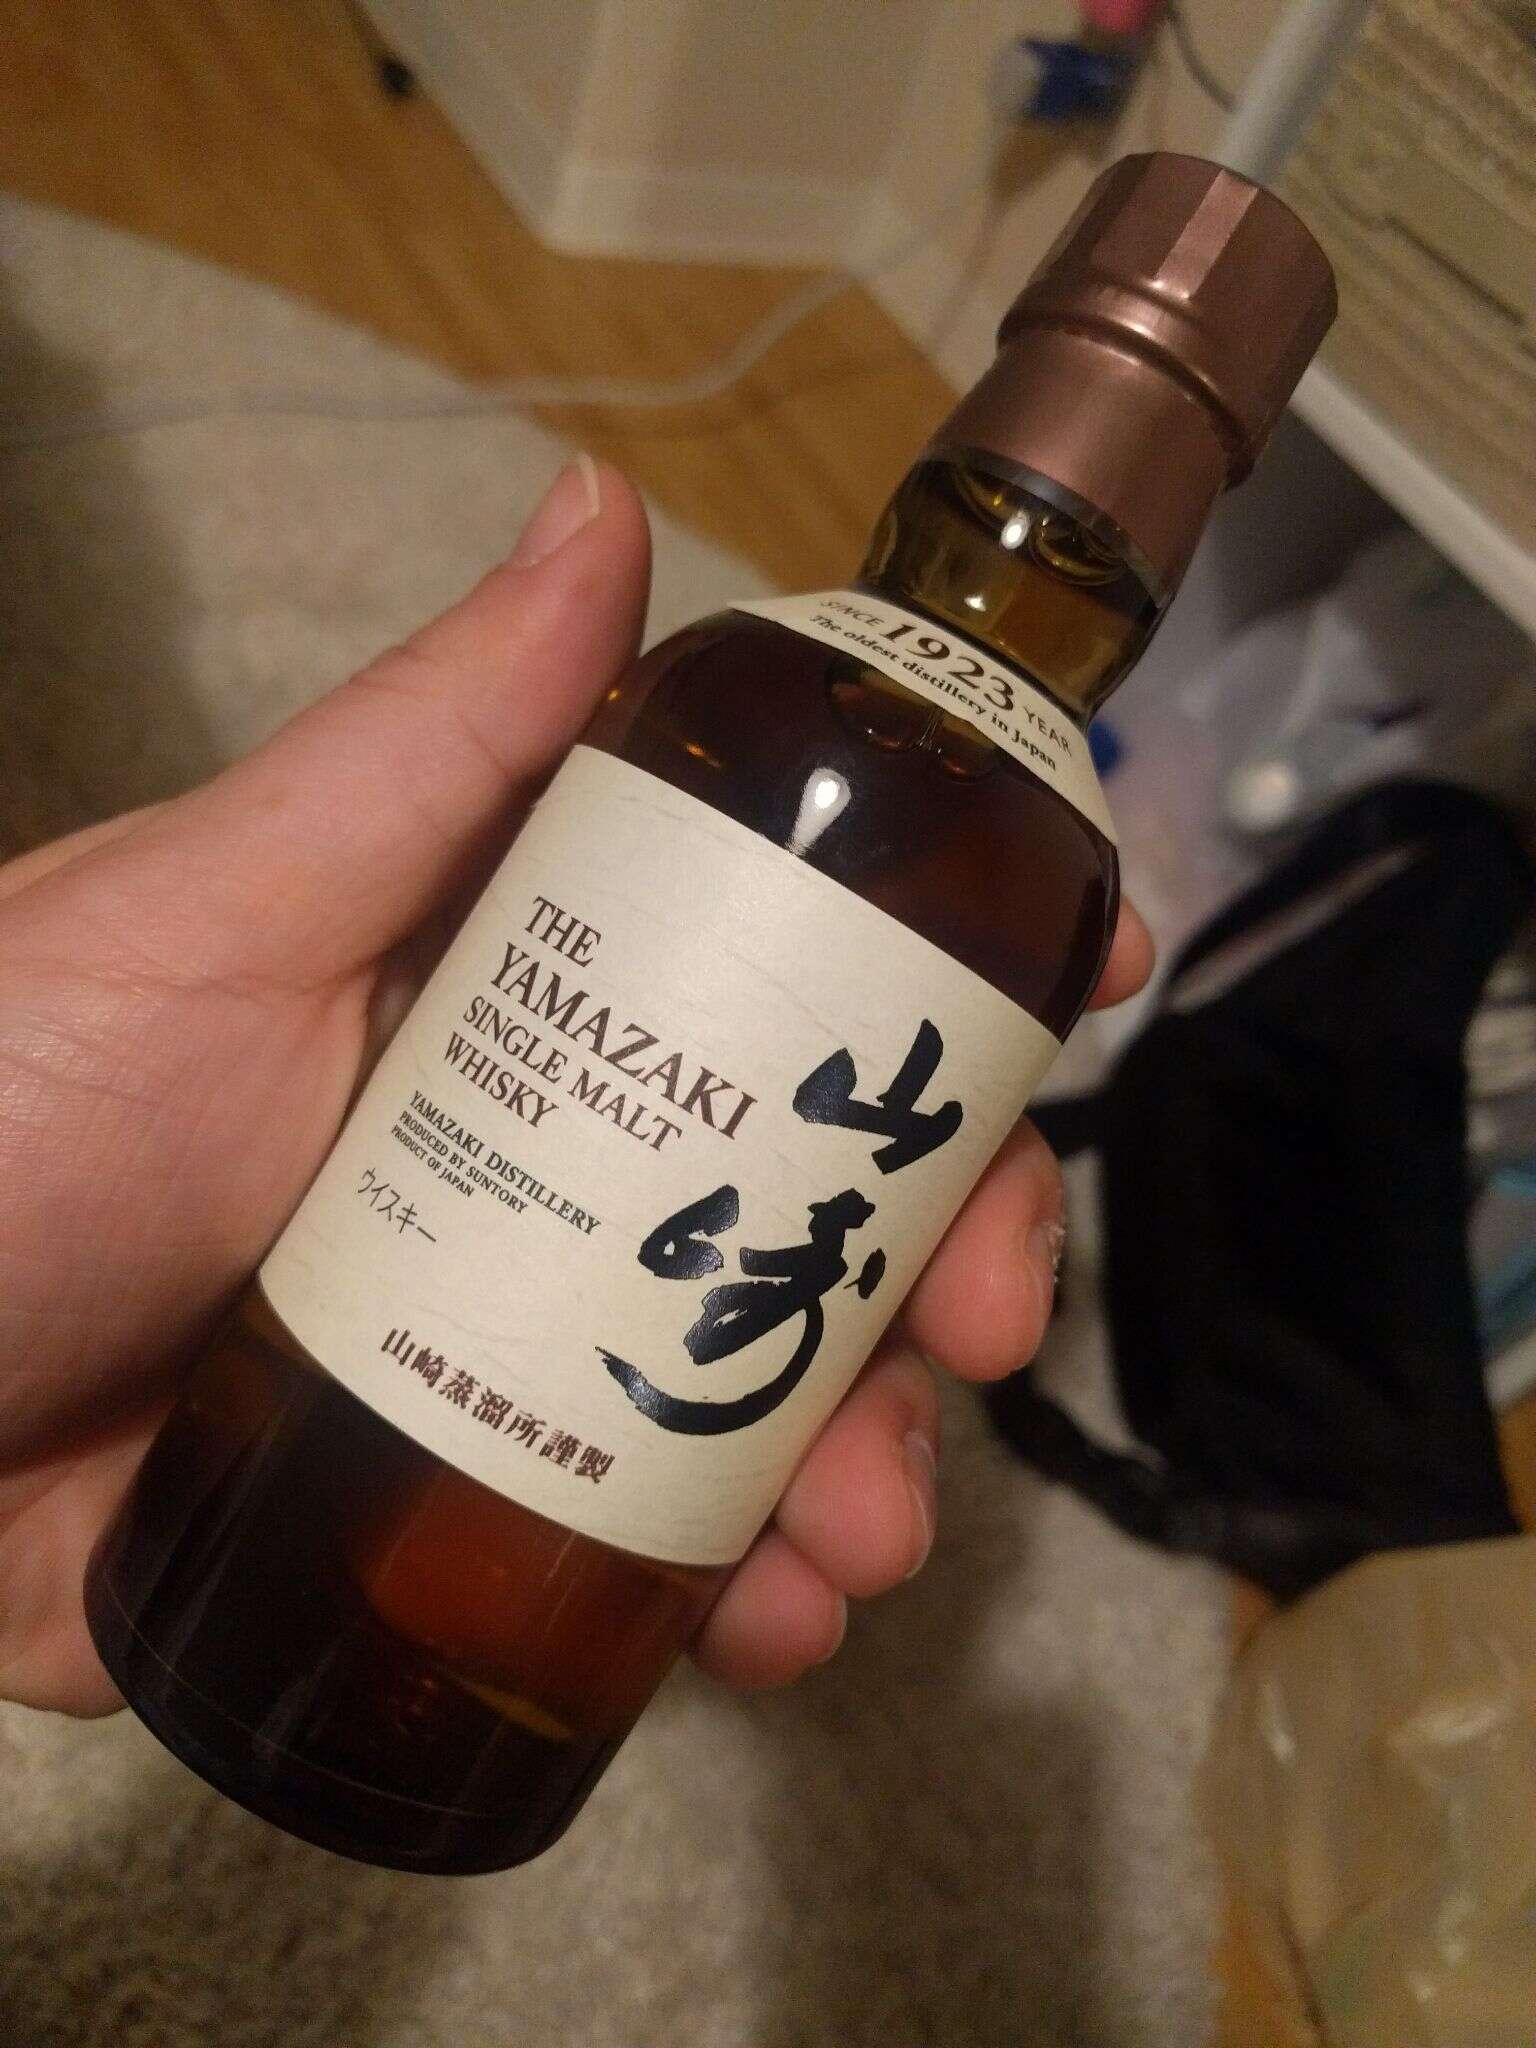 SINCE 1923 YEAR
The oldest distillery in Japan
THE
YAMAZAKI
SINGLE MALT
WHISKY
山崎
YAMAZAKI DISTILLERY
PRODUCED BY SUNTORY
PRODUCT OF JAPAN
ウイスキー
山崎蒸溜所謹製